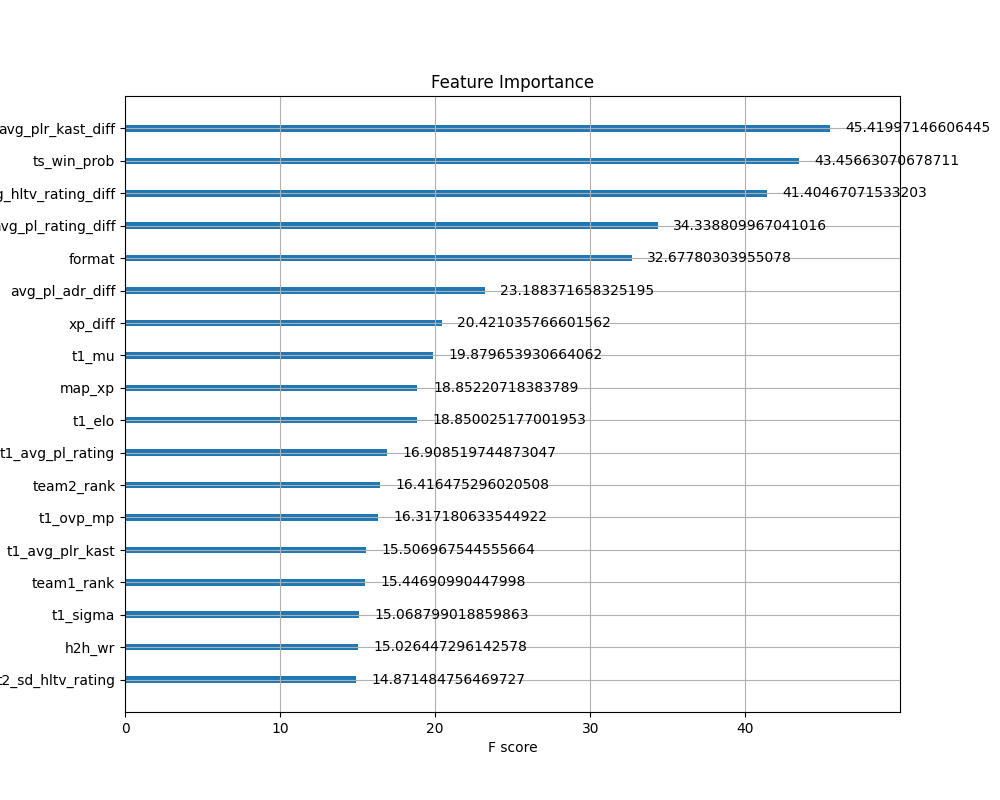 Feature Importance
avg_plr_kast_diff 45.41997146606445
ts_win_prob 43.45663070678711
g_hltv_rating_diff 41.40467071533203
avg_pl_rating_diff 34.338809967041016
format 32.67780303955078
avg_pl_adr_diff 23.188371658325195
xp_diff 20.421035766601562
t1_mu 19.879653930664062
map_xp 18.85220718383789
t1_elo 18.850025177001953
t1_avg_pl_rating 16.908519744873047
team2_rank 16.416475296020508
t1_ovp_mp 16.317180633544922
t1_avg_plr_kast 15.506967544555664
team1_rank 15.44690990447998
t1_sigma 15.068799018859863
h2h_wr 15.026447296142578
t2_sd_hltv_rating 14.871484756469727
0 10 20 30 40
F score